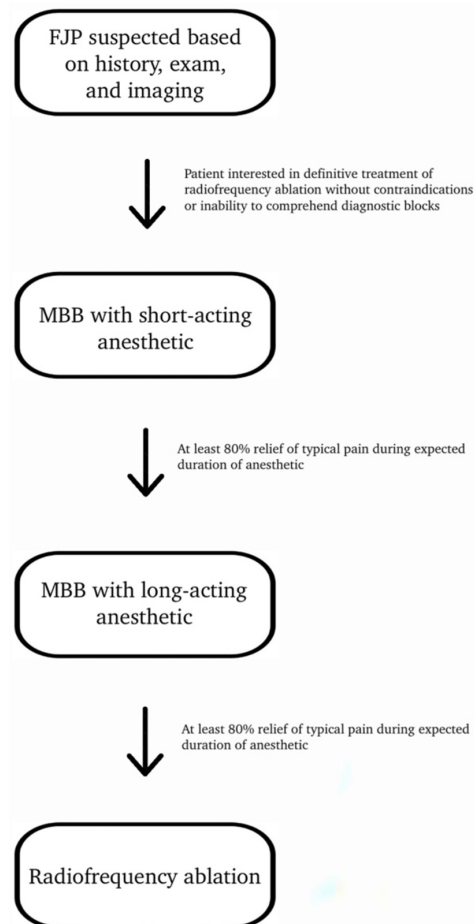 FJP suspected based
on history, exam,
and imaging
Patient interested in definitive treatment of
radiofrequency ablation without contraindications
or inability to comprehend diagnostic blocks
MBB with short-acting
anesthetic
At least 80% relief of typical pain during expected
duration of anesthetic
MBB with long-acting
anesthetic
At least 80% relief of typical pain during expected
duration of anesthetic
Radiofrequency ablation